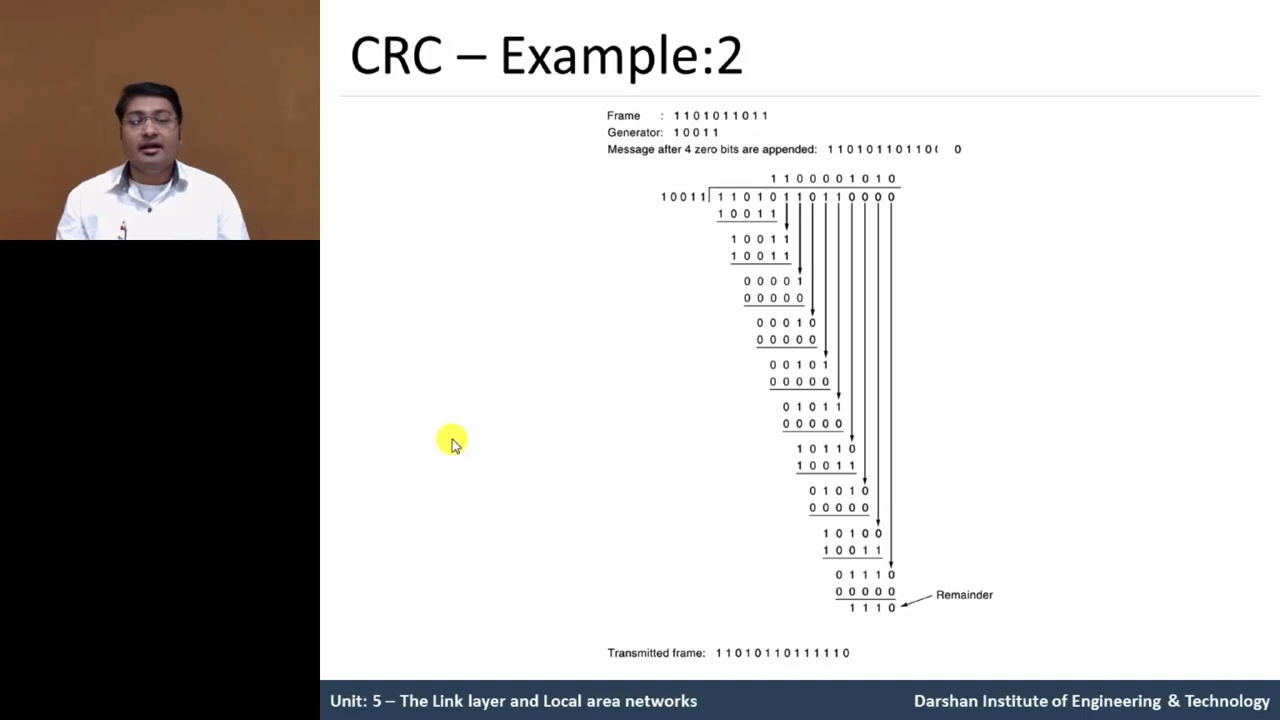 CRC – Example:2
Frame : 1 1 0 1 0 1 1 0 1 1
Generator: 1 0 0 1 1
Message after 4 zero bits are appended: 1 1 0 1 0 1 1 0 1 1 0 ( 0
1 1 0 0 0 0 1 0 1 0
1 0 0 1 1 1 1 0 1 0 1 1 0 1 1 0 0 0 0
1 0 0 1 1
1 0 0 1 1
1 0 0 1 1
0 0 0 0 1
0 0 0 0 0
0 0 0 1 0
0 0 0 0 0
0 0 1 0 1
0 0 0 0 0
0 1 0 1 1
0 0 0 0 0
1 0 1 1 0
1 0 0 1 1
0 1 0 1 0
0 0 0 0 0
1 0 1 0 0
1 0 0 1 1
0 1 1 1 0
0 0 0 0 0
1 1 1 0
Remainder
Transmitted frame: 1 1 0 1 0 1 1 0 1 1 1 1 1 0
Unit: 5 – The Link layer and Local area networks
Darshan Institute of Engineering & Technology